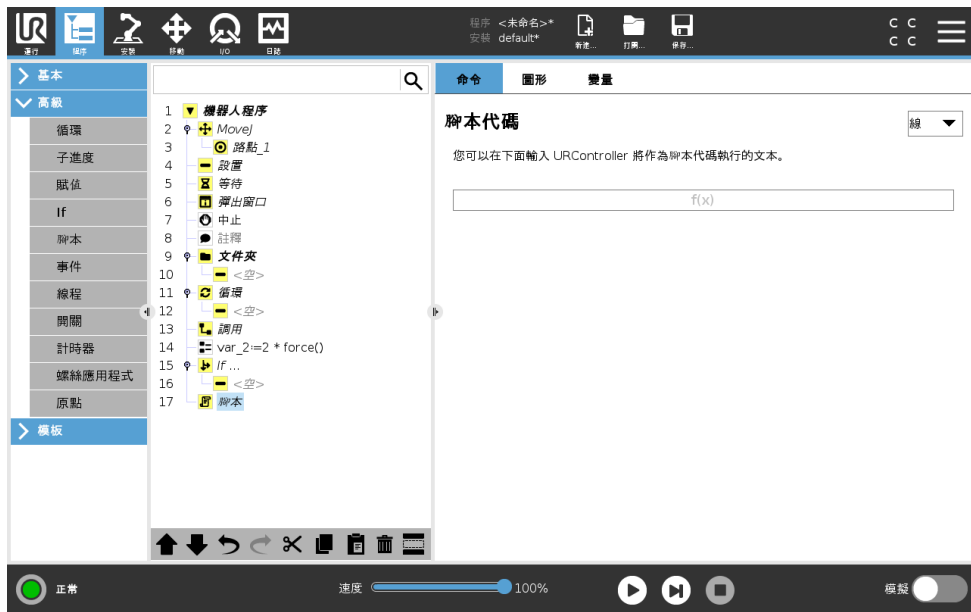 運行
程序
安裝
移動
I/O
日誌
程序 <未命名>*
安裝 default*
新建...
打開...
保存...
C C
C C
基本
高級
循環
子進度
賦值
If
腳本
事件
線程
開關
計時器
螺絲應用程式
原點
模板
1 機器人程序
2 MoveJ
3 路點_1
4 設置
5 等待
6 彈出窗口
7 中止
8 註釋
9 文件夾
10 <空>
11 循環
12 <空>
13 調用
14 var_2:=2 * force()
15 If ...
16 <空>
17 腳本
命令 圖形 變量
腳本代碼
線
您可以在下面輸入 URController 將作為腳本代碼執行的文本。
f(x)
正常
速度 100%
模擬